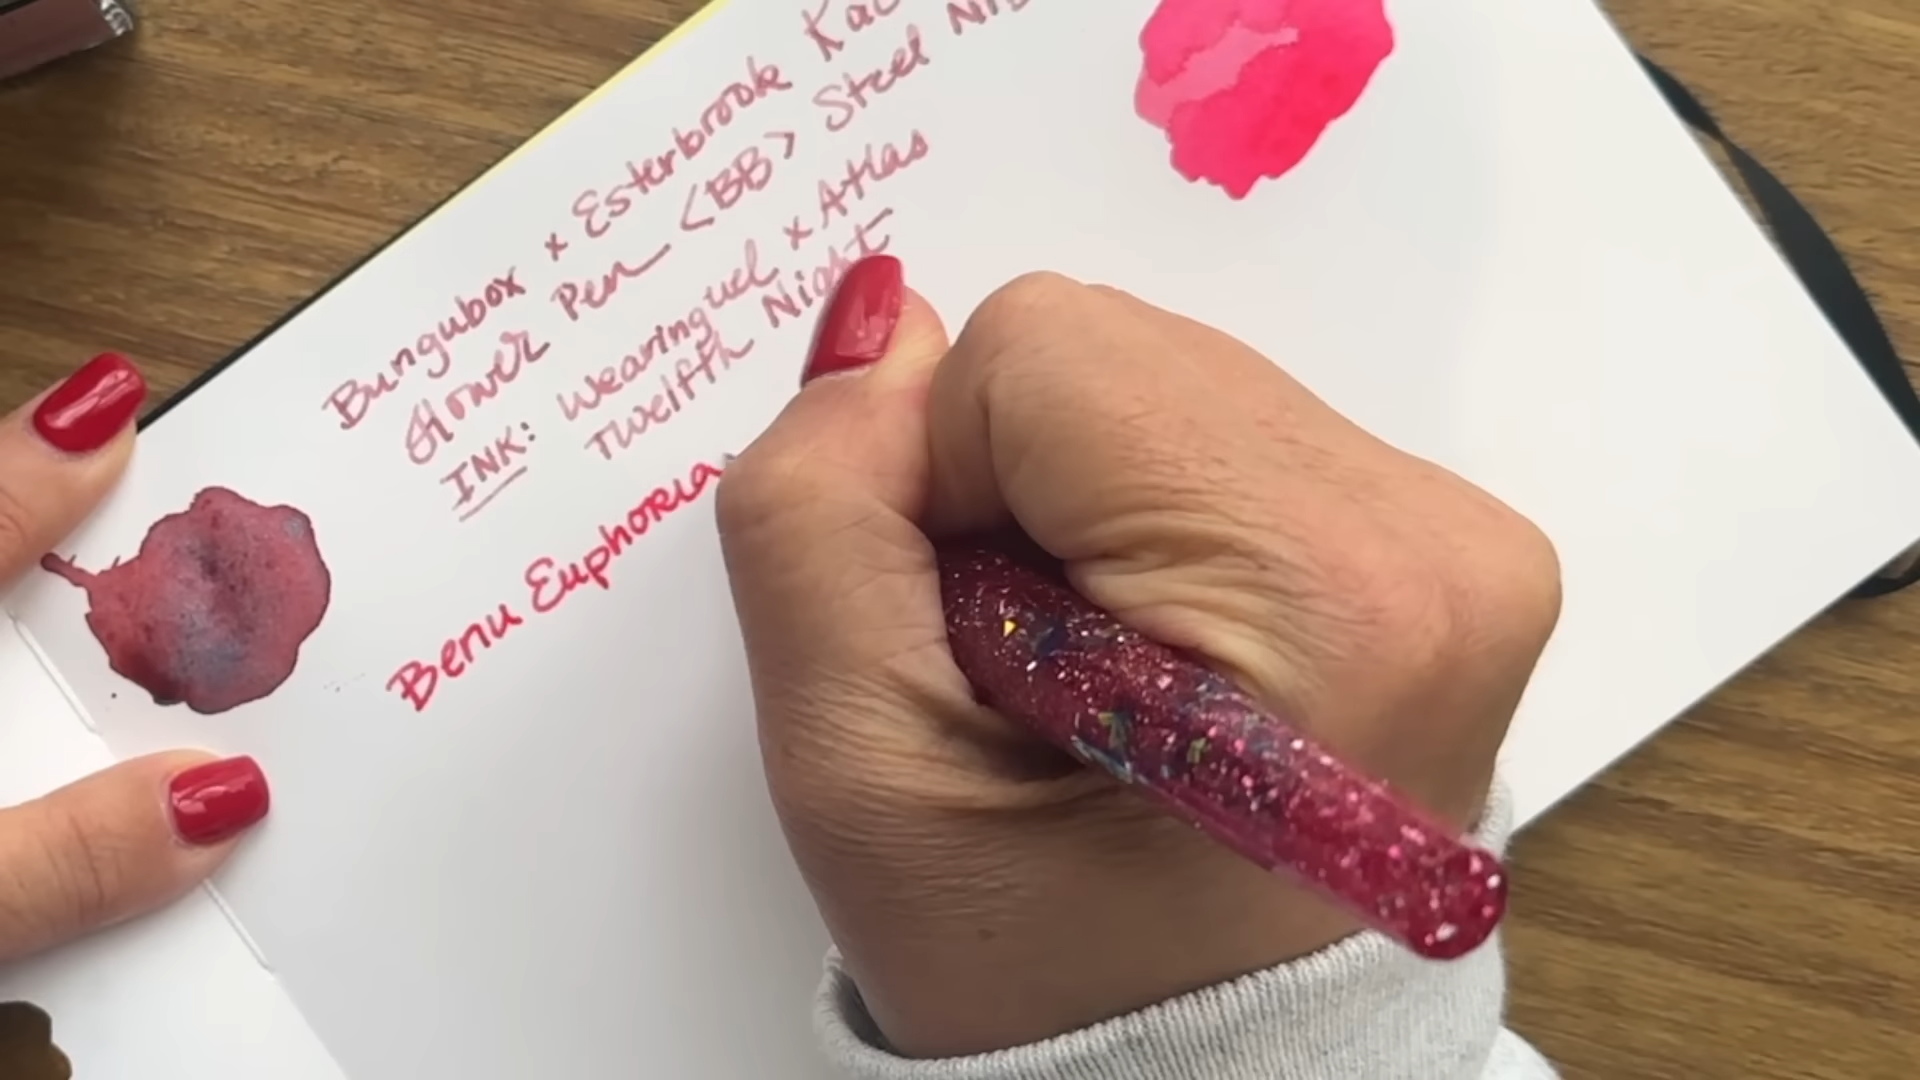 Bungubox x Esterbrook
Flower Pen <BB> Steel
INK: Wearingeul x Atlas
Twelfth Night
Benu Euphoria